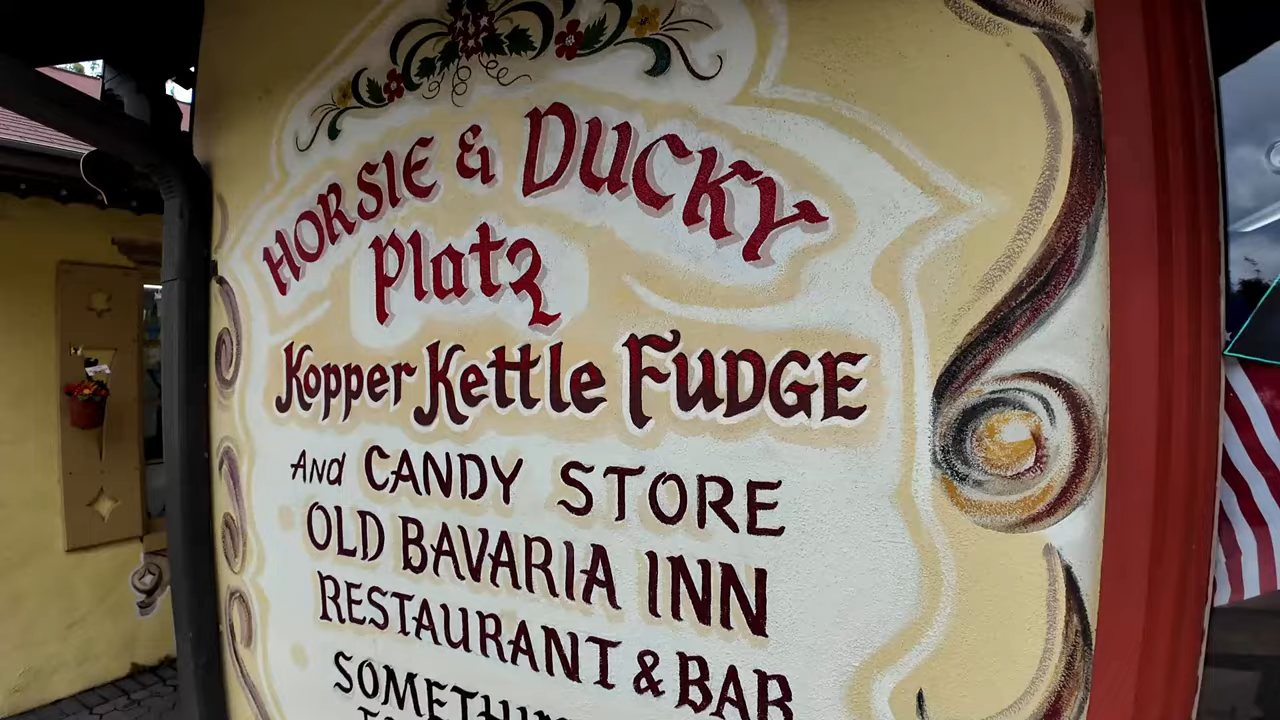 HORSIE & DUCKY
Platz
Kopper Kettle FUDGE
And CANDY STORE
OLD BAVARIA INN
RESTAURANT & BAR